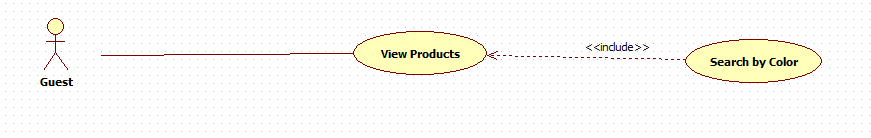 <<include>>
View Products
Search by Color
Guest